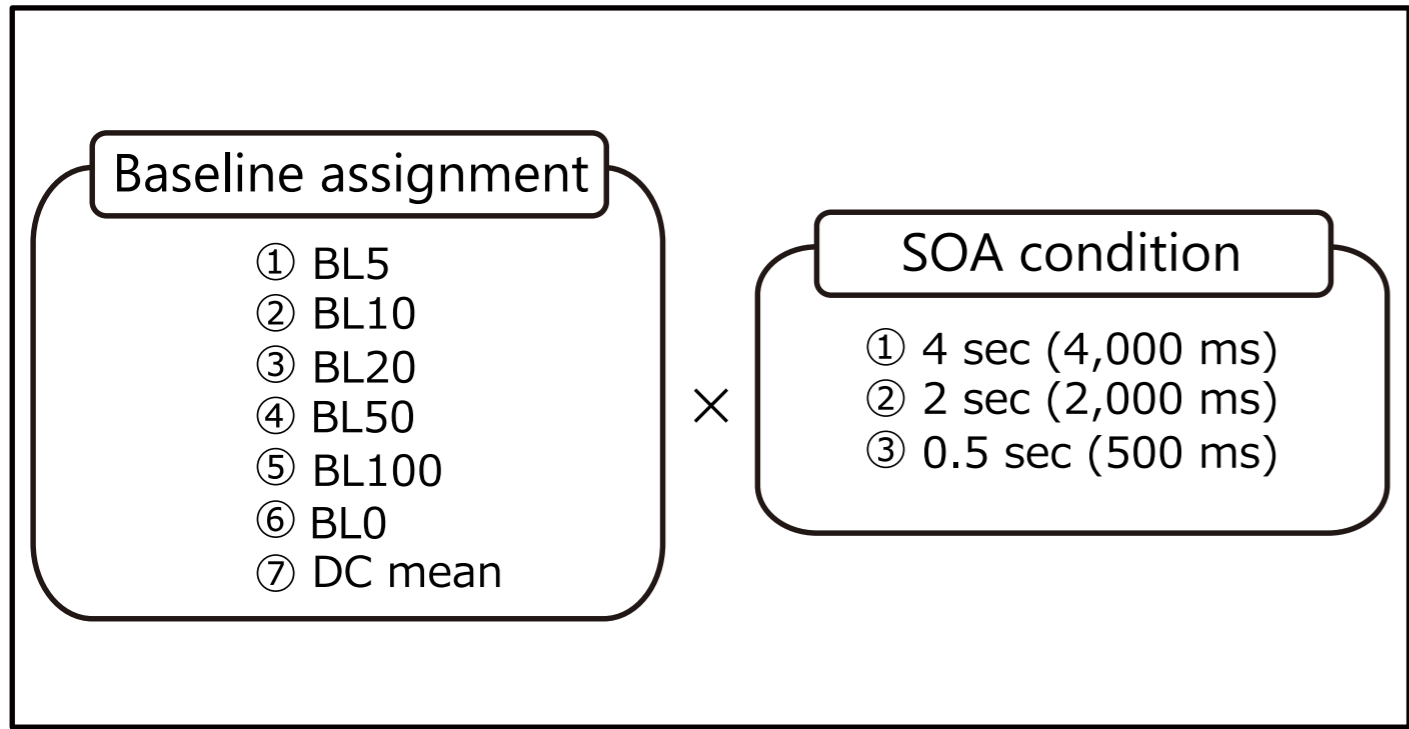 Baseline assignment
① BL5
② BL10
③ BL20
④ BL50
⑤ BL100
⑥ BL0
⑦ DC mean
×
SOA condition
① 4 sec (4,000 ms)
② 2 sec (2,000 ms)
③ 0.5 sec (500 ms)